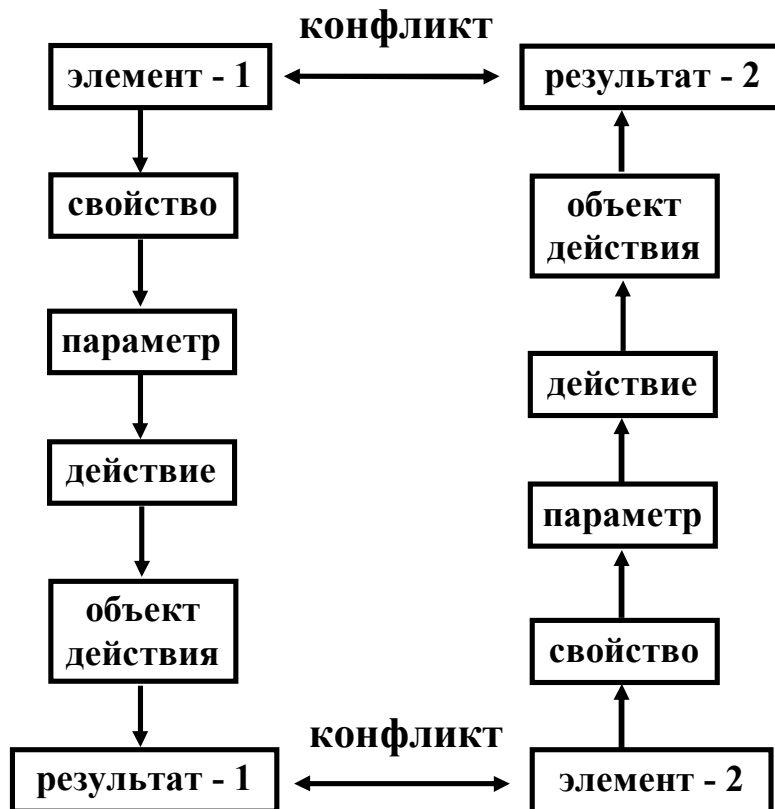 конфликт
элемент - 1
результат - 2
свойство
объект
действия
параметр
действие
действие
параметр
объект
действия
свойство
конфликт
результат - 1
элемент - 2